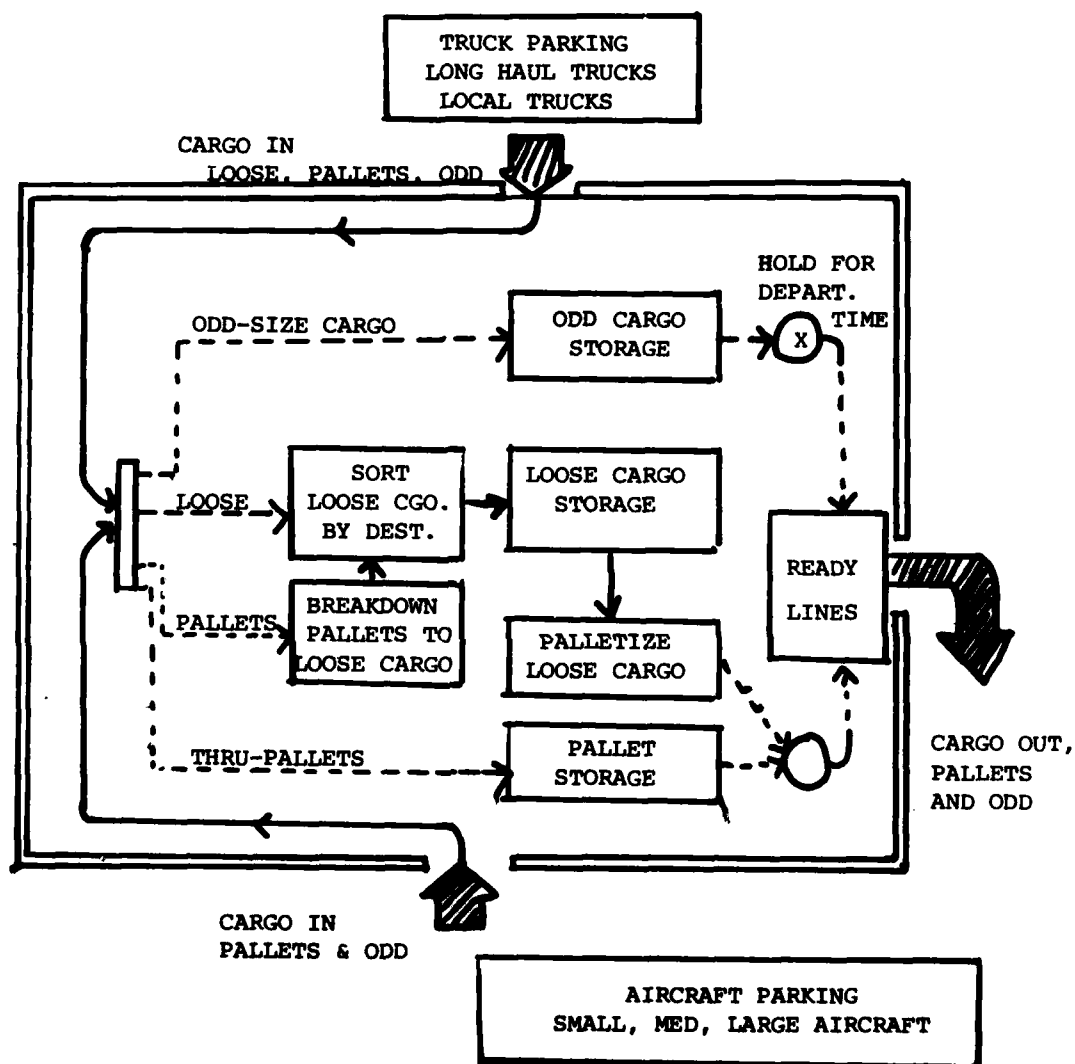 TRUCK PARKING
LONG HAUL TRUCKS
LOCAL TRUCKS
CARGO IN
LOOSE, PALLETS, ODD
HOLD FOR
DEPART.
TIME
ODD-SIZE CARGO
ODD CARGO
STORAGE
X
LOOSE
SORT
LOOSE CGO.
BY DEST.
LOOSE CARGO
STORAGE
READY
LINES
PALLETS
BREAKDOWN
PALLETS TO
LOOSE CARGO
PALLETIZE
LOOSE CARGO
THRU-PALLETS
PALLET
STORAGE
CARGO OUT,
PALLETS
AND ODD
CARGO IN
PALLETS & ODD
AIRCRAFT PARKING
SMALL, MED, LARGE AIRCRAFT